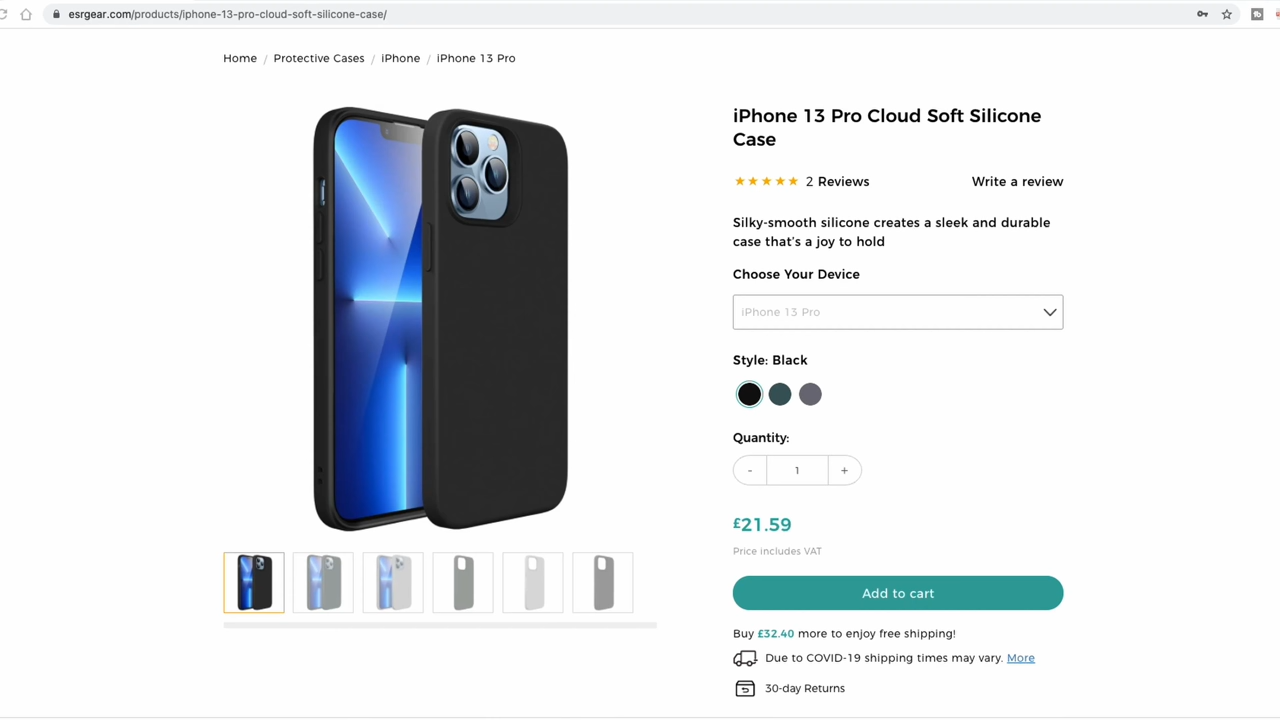 esrgear.com/products/iphone-13-pro-cloud-soft-silicone-case/
Home / Protective Cases / iPhone / iPhone 13 Pro
iPhone 13 Pro Cloud Soft Silicone
Case
2 Reviews
Write a review
Silky-smooth silicone creates a sleek and durable
case that's a joy to hold
Choose Your Device
iPhone 13 Pro
Style: Black
Quantity:
- 1 +
£21.59
Price includes VAT
Add to cart
Buy £32.40 more to enjoy free shipping!
Due to COVID-19 shipping times may vary. More
30-day Returns